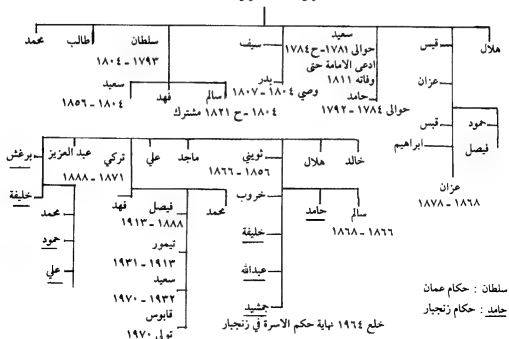 محمد
طالب
سلطان
١٧٩٣ - ١٨٠٤
سيف
سعيد
حوالى ١٧٨١ - ح ١٧٨٤
ادعى الامامة حتى
وفاته ١٨١١
حامد
حوالى ١٧٨٤ - ١٧٩٢
قيس
هلال
عزان
بدر
وصي ١٨٠٤ - ١٨٠٧
سعيد
١٨٠٤ - ١٨٥٦
فهد
سالم
١٨٠٤ - ح ١٨٢١ مشترك
قيس
ابراهيم
حمود
فيصل
عزان
١٨٦٨ - ١٨٧٨
برغش
عبد العزيز
تركي
١٨٧١ - ١٨٨٨
علي
ماجد
ثويني
١٨٥٦ - ١٨٦٦
هلال
خالد
خليفة
محمد
حمود
علي
فهد
فيصل
١٨٨٨ - ١٩١٣
محمد
تيمور
١٩١٣ - ١٩٣١
سعيد
١٩٣٢ - ١٩٧٠
قابوس
تولى ١٩٧٠
خروب
خليفة
عبدالله
جمشيد
خلع ١٩٦٤ نهاية حكم الاسرة في زنجبار
حامد
سالم
١٨٦٦ - ١٨٦٨
سلطان : حكام عمان
حامد : حكام زنجبار